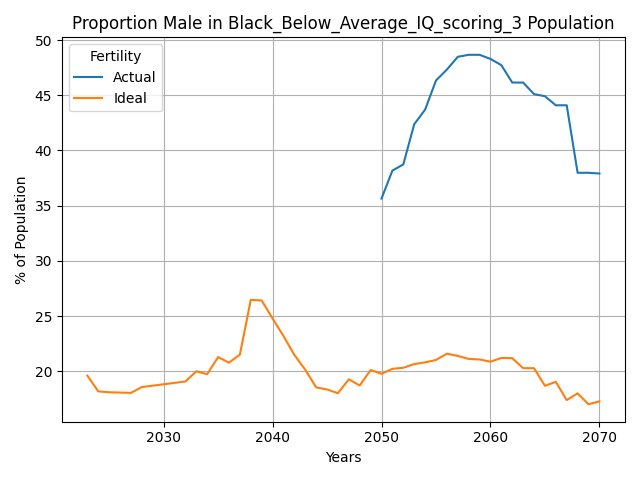 Proportion Male in Black_Below_Average_IQ_scoring_3 Population
Fertility
Actual
Ideal
% of Population
50
45
40
35
30
25
20
2030
2040
2050
2060
2070
Years